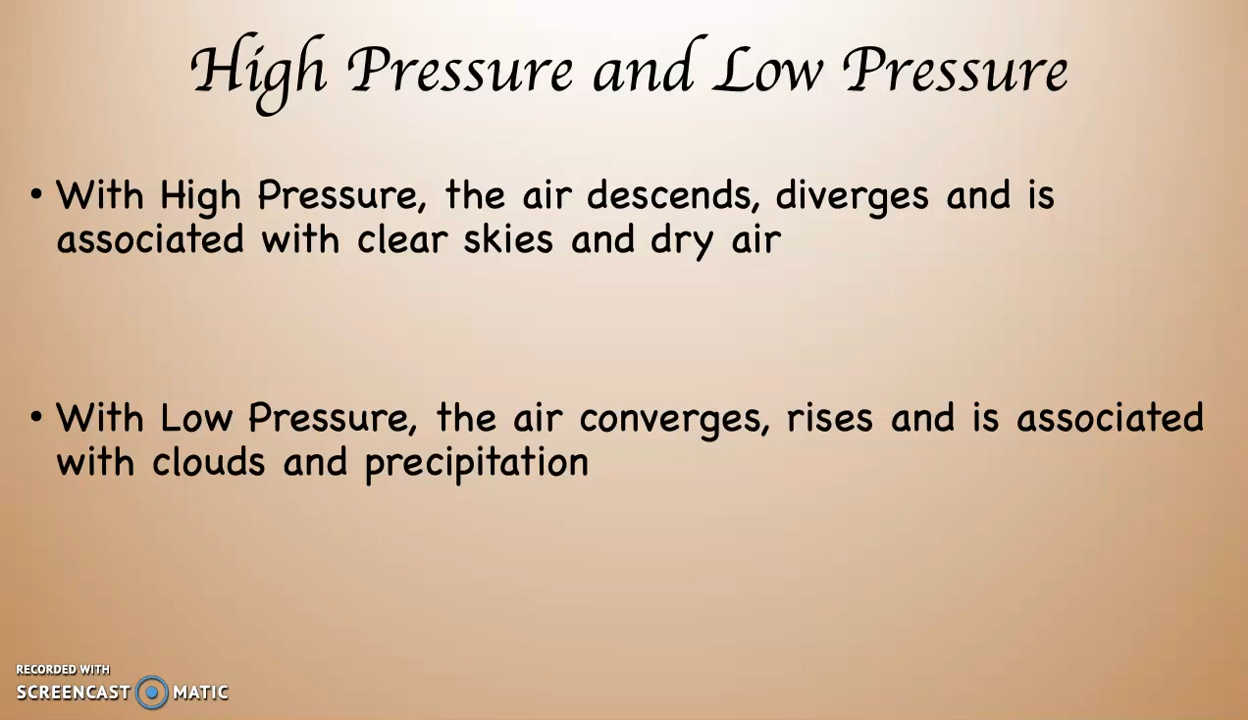 High Pressure and Low Pressure
• With High Pressure, the air descends, diverges and is
associated with clear skies and dry air
• With Low Pressure, the air converges, rises and is associated
with clouds and precipitation
RECORDED WITH
SCREENCAST MATIC